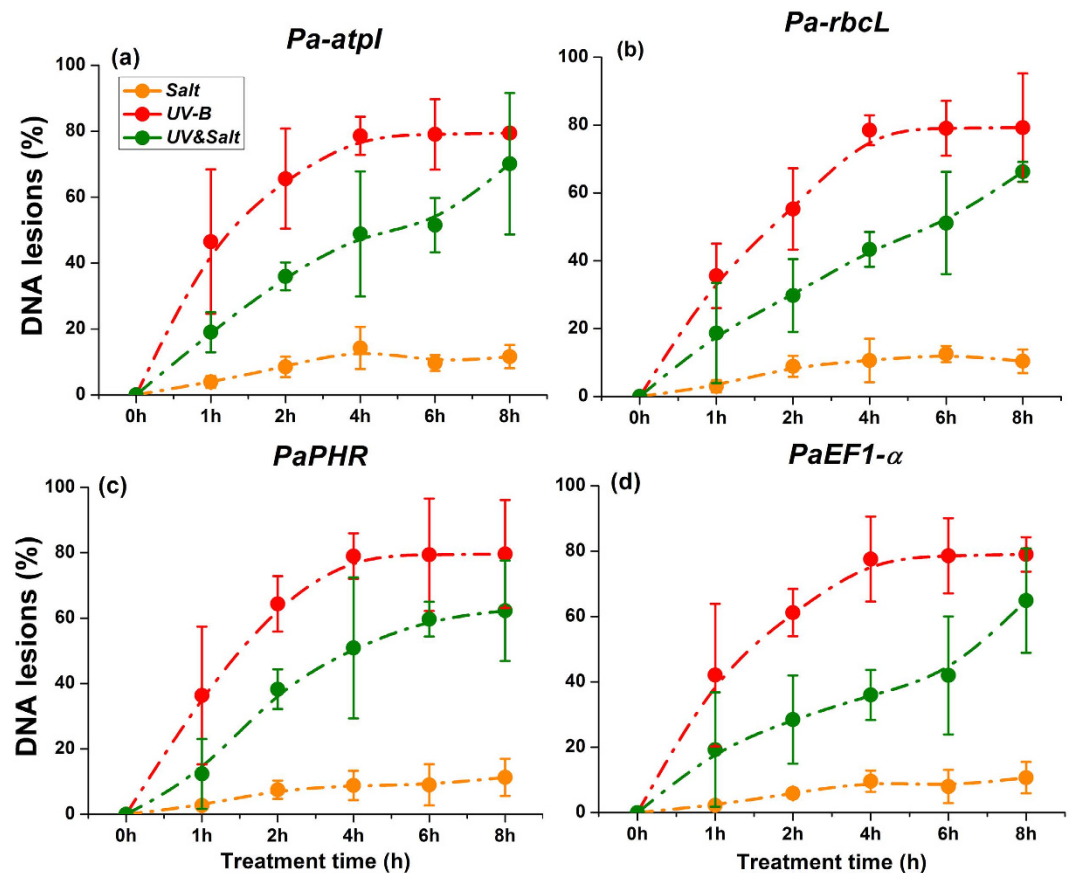 Pa-atpI
(a)
Salt
UV-B
UV&Salt
DNA lesions (%)
100
80
60
40
20
0
0h 1h 2h 4h 6h 8h
Pa-rbcL
(b)
100
80
60
40
20
0
0h 1h 2h 4h 6h 8h
PaPHR
(c)
DNA lesions (%)
100
80
60
40
20
0
0h 1h 2h 4h 6h 8h
Treatment time (h)
PaEF1-α
(d)
100
80
60
40
20
0
0h 1h 2h 4h 6h 8h
Treatment time (h)